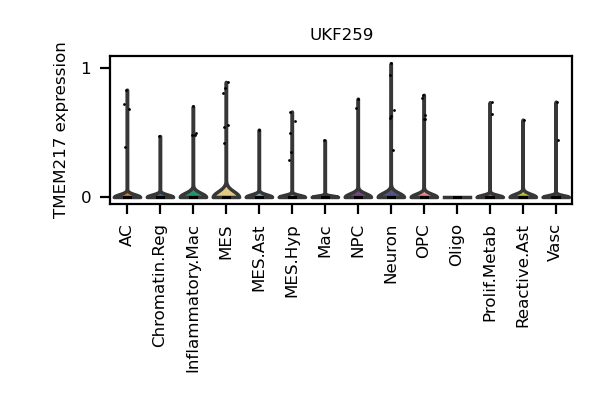 UKF259
TMEM217 expression
1
0
AC
Chromatin.Reg
Inflammatory.Mac
MES
MES.Ast
MES.Hyp
Mac
NPC
Neuron
OPC
Oligo
Prolif.Metab
Reactive.Ast
Vasc